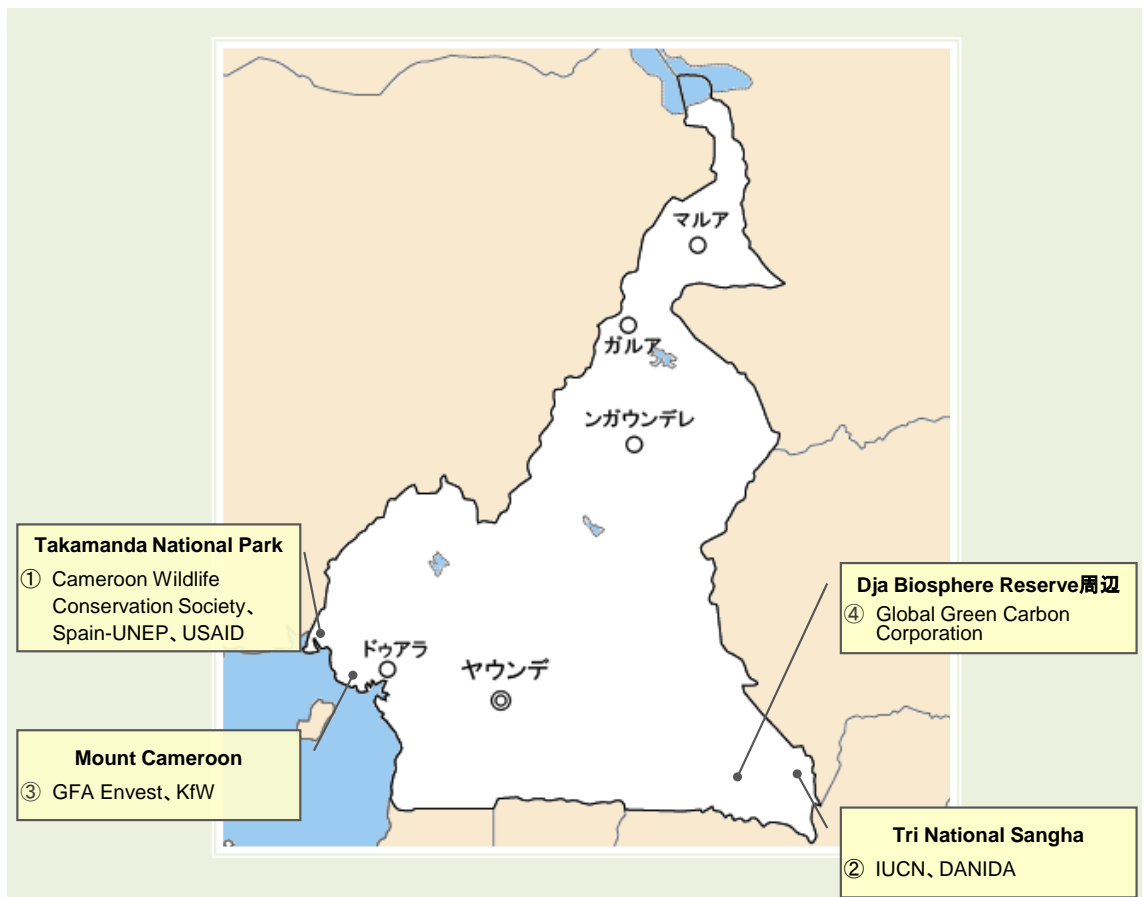 マルア
ガルア
ンガウンデレ
Takamanda National Park
① Cameroon Wildlife
Conservation Society、
Spain-UNEP、USAID
Dja Biosphere Reserve周辺
④ Global Green Carbon
Corporation
ドゥアラ
ヤウンデ
Mount Cameroon
③ GFA Envest、KfW
Tri National Sangha
② IUCN、DANIDA